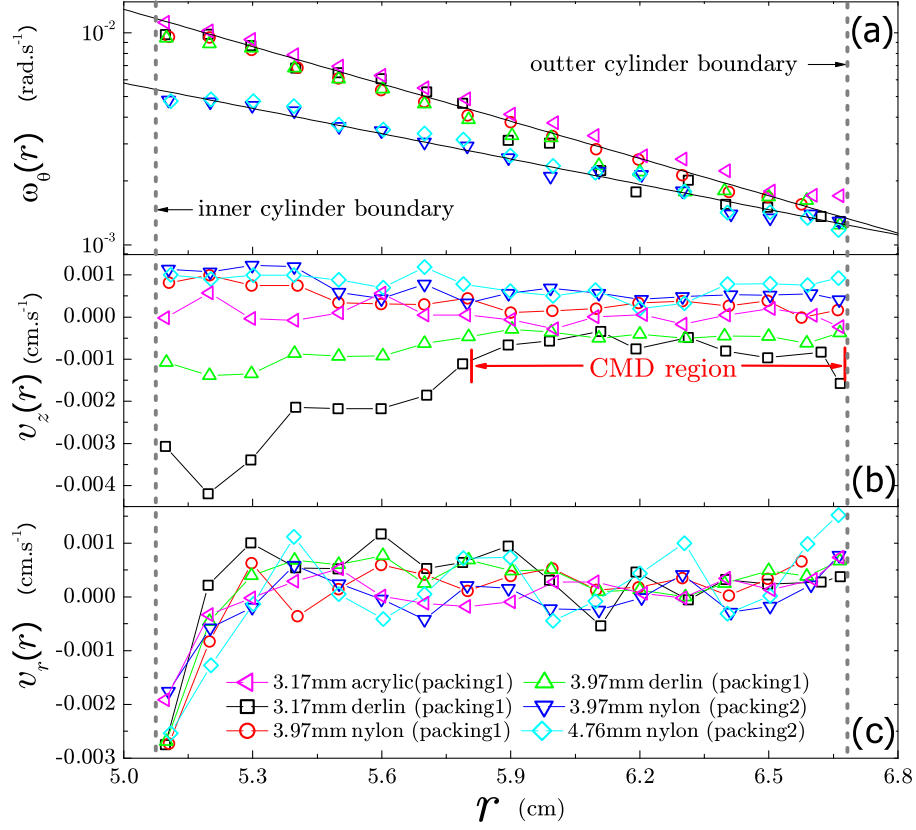 (a)
10⁻²
10⁻³
ω_θ(r) (rad.s⁻¹)
outter cylinder boundary
inner cylinder boundary
0.001
0.000
-0.001
-0.002
-0.003
-0.004
v_z(r) (cm.s⁻¹)
CMD region
(b)
0.001
0.000
-0.001
-0.002
-0.003
v_r(r) (cm.s⁻¹)
3.17mm acrylic(packing1)
3.97mm derlin (packing1)
3.17mm derlin (packing1)
3.97mm nylon (packing2)
3.97mm nylon (packing1)
4.76mm nylon (packing2)
(c)
5.0 5.3 5.6 5.9 6.2 6.5 6.8
r (cm)